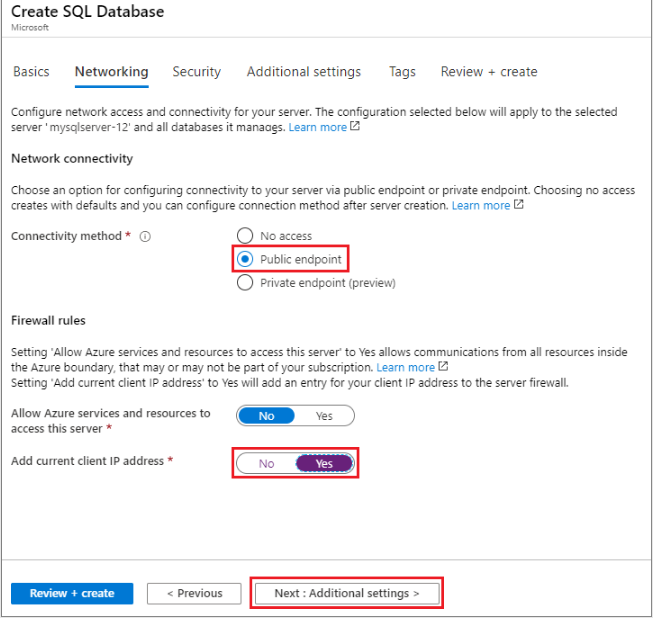 Create SQL Database
Microsoft
Basics Networking Security Additional settings Tags Review + create
Configure network access and connectivity for your server. The configuration selected below will apply to the selected
server 'mysqlserver-12' and all databases it manages. Learn more
Network connectivity
Choose an option for configuring connectivity to your server via public endpoint or private endpoint. Choosing no access
creates with defaults and you can configure connection method after server creation. Learn more
Connectivity method * No access
Public endpoint
Private endpoint (preview)
Firewall rules
Setting 'Allow Azure services and resources to access this server' to Yes allows communications from all resources inside
the Azure boundary, that may or may not be part of your subscription. Learn more
Setting 'Add current client IP address' to Yes will add an entry for your client IP address to the server firewall.
Allow Azure services and resources to No Yes
access this server *
Add current client IP address * No Yes
Review + create < Previous Next : Additional settings >